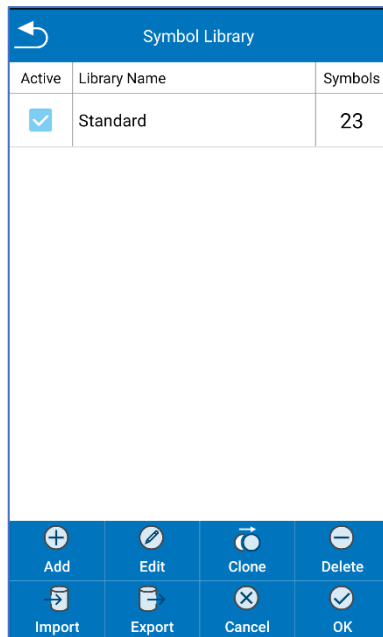 Symbol Library
Active Library Name Symbols
Standard 23
Add Edit Clone Delete
Import Export Cancel OK